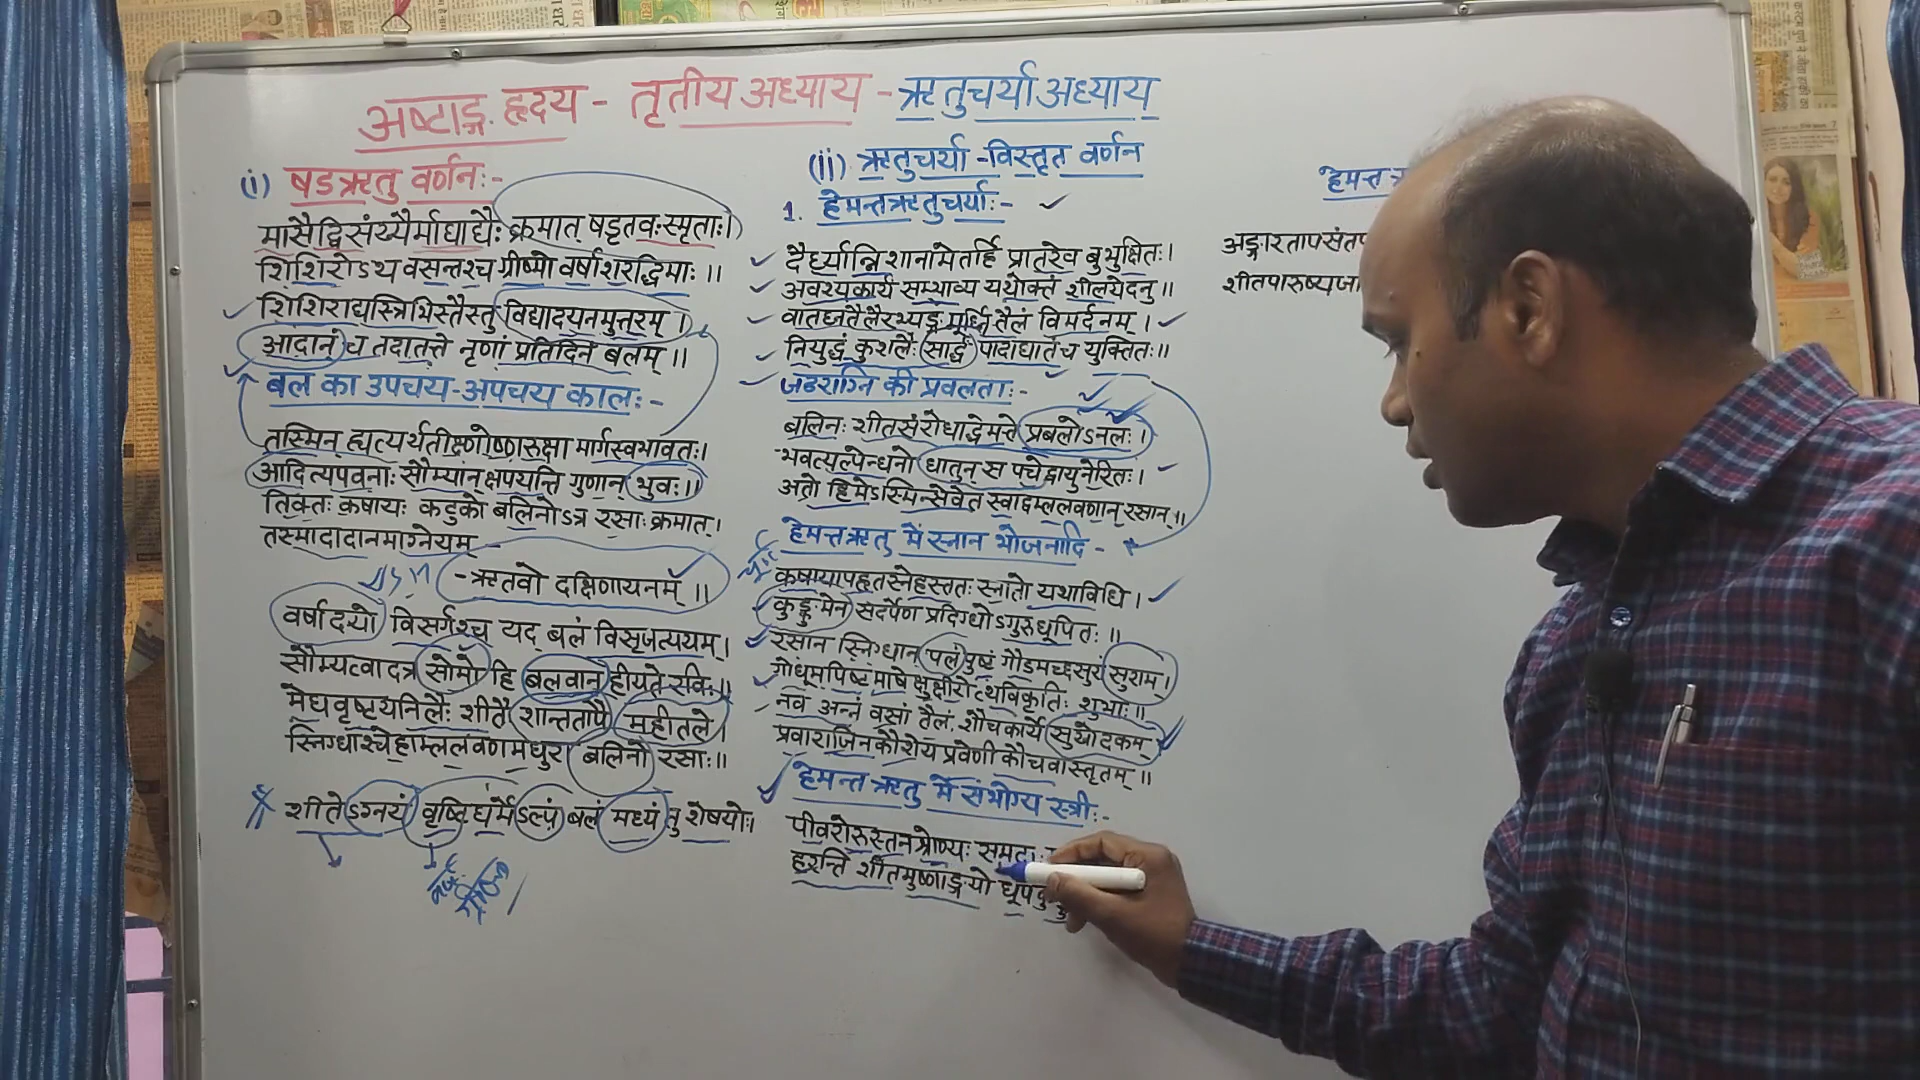 अष्टाङ्ग हृदय - तृतीय अध्याय - ऋतुचर्या अध्याय
(i) षडऋतु वर्णनः-
मासैर्द्विसंख्यैर्माघाद्यैः क्रमात् षडृतवः स्मृताः।
शिशिरोऽथ वसन्तश्च ग्रीष्मो वर्षाशरद्धिमाः ॥
शिशिराद्यास्त्रिभिस्तैस्तु विद्यादयनमुत्तरम् ।
आदानं च तदातत्ते नृणां प्रतिदिनं बलम् ॥
बल का उपचय-अपचय कालः-
तस्मिन् ह्यत्यर्थतीक्ष्णोष्णरुक्षा मार्गस्वभावतः।
आदित्यपवनाः सौम्यान् क्षपयन्ति गुणान् भुवः॥
तिक्तः कषायः कटुको बलिनोऽत्र रसाः क्रमात्।
तस्मादादानमाग्नेयम्
- ऋतवो दक्षिणायनम् ॥
वर्षादयो विसर्गश्च यद् बलं विसृजत्ययम्।
सौम्यत्वादत्र सोमो हि बलवान् हीयते रविः॥
मेघवृष्ट्यनिलैः शीतै शान्ततापै महीतले।
स्निग्धाश्चेहाम्ललवणमधुर बलिनो रसाः॥
शीतेऽग्नयं वृष्टिघर्मेऽल्पं बलं मध्यं तु शेषयोः।
(ii) ऋतुचर्या - विस्तृत वर्णन
1. हेमन्तऋतुचर्याः-
दैर्ध्यान्निशानामेतर्हि प्रातरेव बुभुक्षितः।
अवश्यकार्यं सम्भाव्य यथोक्तं शीलयेदनु ॥
वातघ्नतैलैरभ्यङ्गं मूर्ध्नि तैलं विमर्दनम् ।
नियुद्धं कुशलैः सार्द्धं पादाघातं च युक्तितः॥
जठराग्नि की प्रबलताः-
बलिनः शीतसंरोधाद्धेमन्ते प्रबलोऽनलः।
भवत्यल्पेन्धनो धातुन् स पचेद्वायुनेरितः।
अतो हिमेऽस्मिन्सेवेत स्वाद्वम्ललवणान् रसान्॥
हेमन्तऋतु में स्नान भोजनादि -
कषायापहृतस्नेहस्ततः स्नातो यथाविधि ।
कुङ्कुमेन सदर्पेण प्रदिग्धोऽगुरुधूपितः ॥
रसान स्निग्धान् पलं पुष्टं गौडमच्छसुरं सुराम्।
गोधूमपिष्टमाषेक्षुक्षीरोत्थविकृतिः शुभाः॥
नवं अन्नं वसां तैलं शौचकार्ये सुखोदकम्
प्रवाराजिनकौशेय प्रवेणीकौचवास्तृतम् ॥
हेमन्त ऋतु में संभोग्य स्त्रीः-
पीवरोरुस्तनश्रोण्यः समदाः
हरन्ति शीतमुष्णाङ्गयो धूप
हेमन्त
अङ्गारतापसंतप
शीतपारुष्यजा